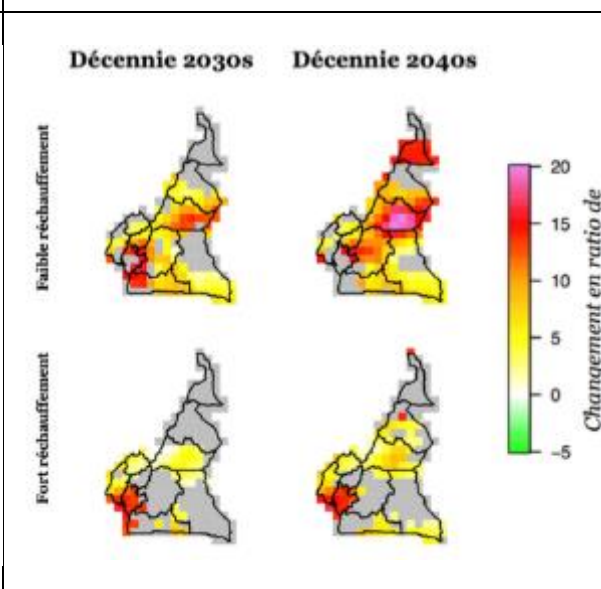 Décennie 2030s
Décennie 2040s
Faible réchauffement
Fort réchauffement
20
15
10
5
0
−5
Changement en ratio de